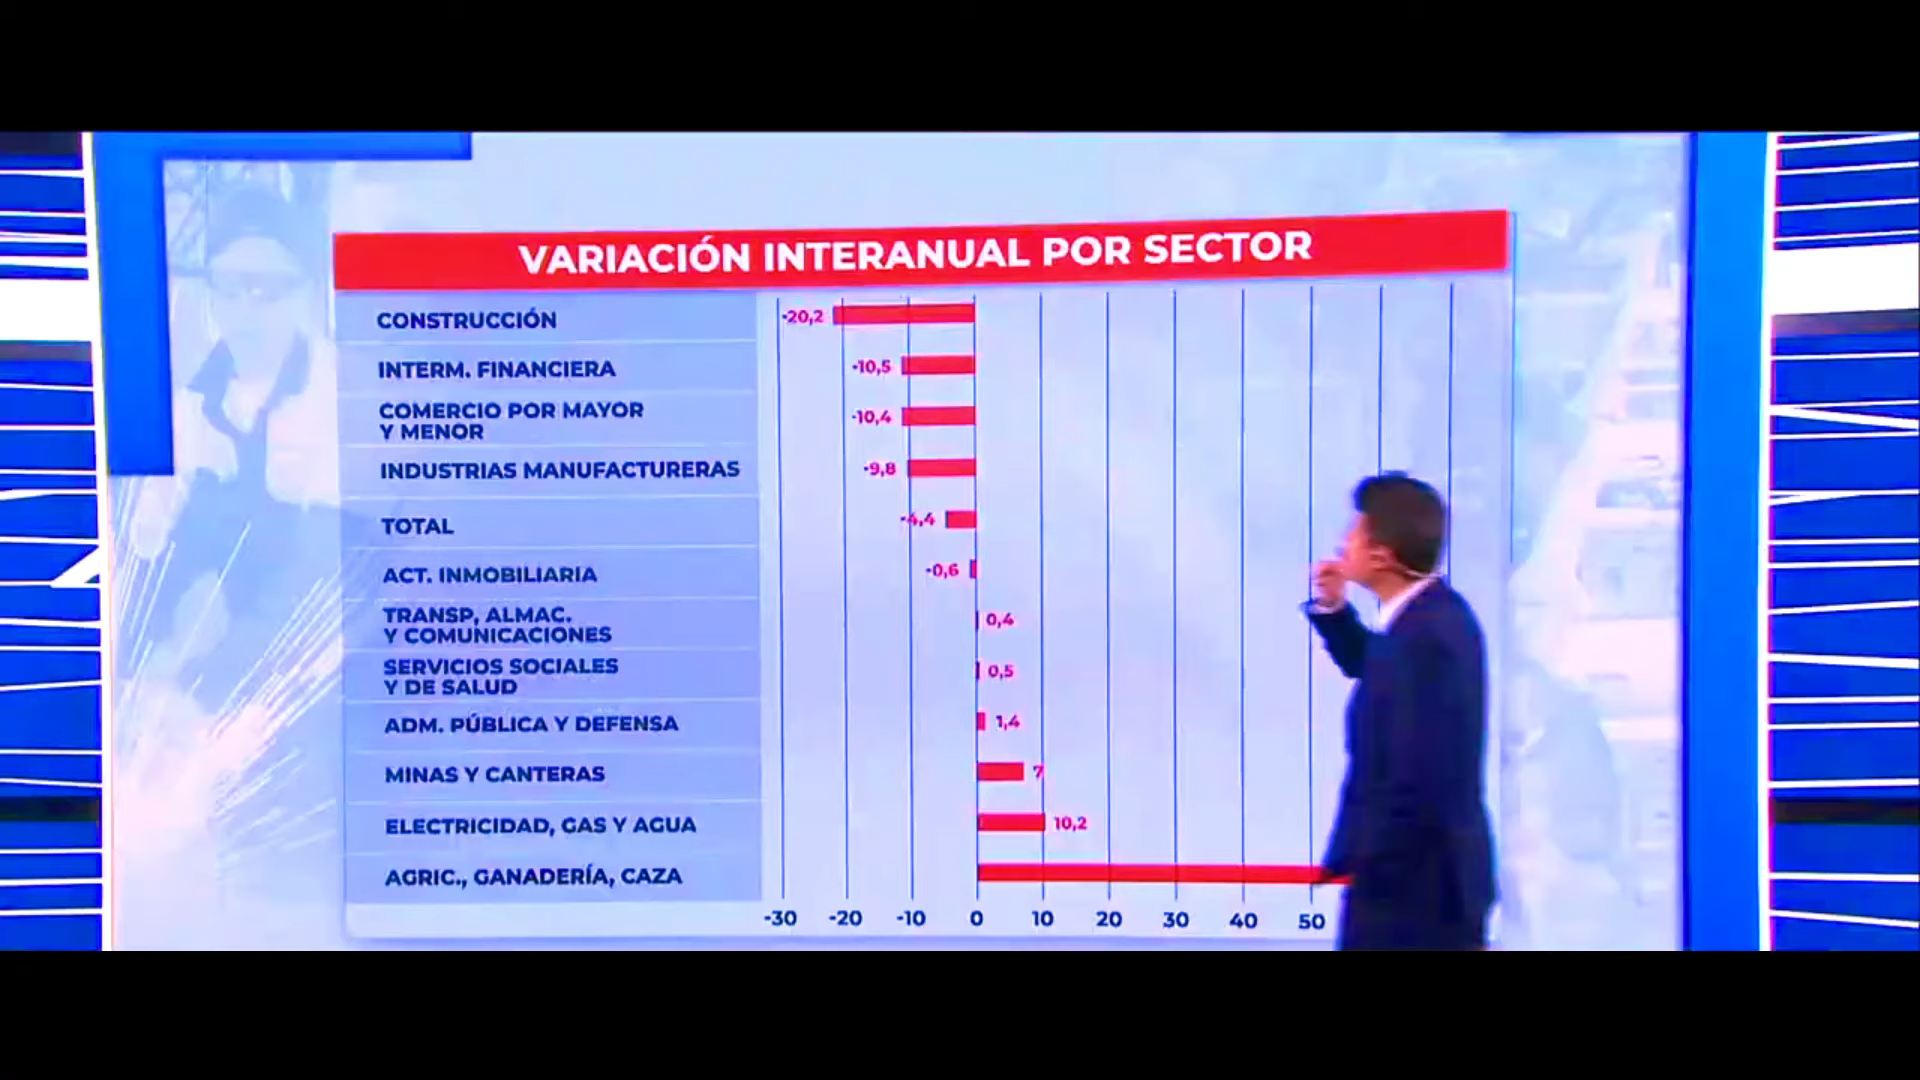 VARIACIÓN INTERANUAL POR SECTOR
CONSTRUCCIÓN
-20,2
INTERM. FINANCIERA
-10,5
COMERCIO POR MAYOR
Y MENOR
-10,4
INDUSTRIAS MANUFACTURERAS
-9,8
TOTAL
-4,4
ACT. INMOBILIARIA
-0,6
TRANSP, ALMAC.
Y COMUNICACIONES
0,4
SERVICIOS SOCIALES
Y DE SALUD
0,5
ADM. PÚBLICA Y DEFENSA
1,4
MINAS Y CANTERAS
7
ELECTRICIDAD, GAS Y AGUA
10,2
AGRIC., GANADERÍA, CAZA
-30 -20 -10 0 10 20 30 40 50